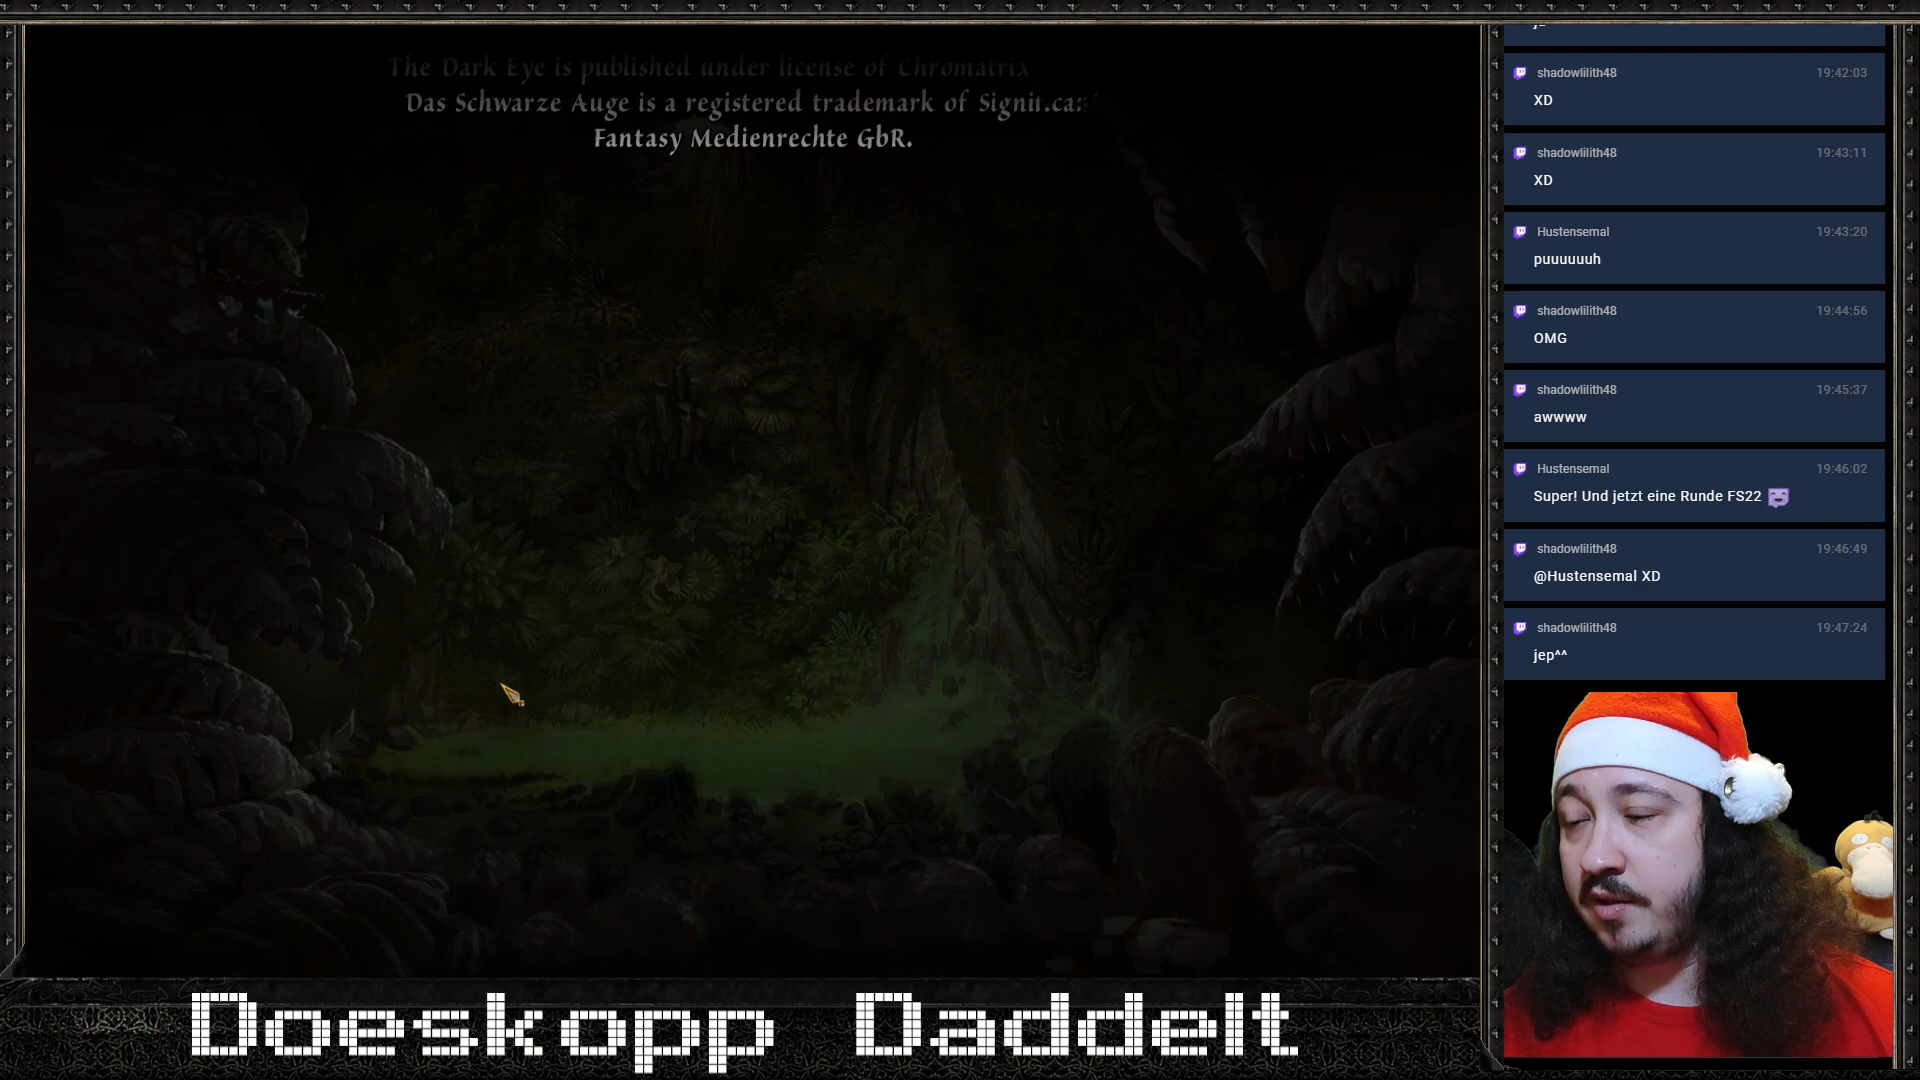 The Dark Eye is published under license of Chromatrix
Das Schwarze Auge is a registered trademark of
Fantasy Medienrechte GbR.
shadowlilith48 19:42:03
XD
shadowlilith48 19:43:11
XD
Hustensemal 19:43:20
puuuuuuh
shadowlilith48 19:44:56
OMG
shadowlilith48 19:45:37
awwww
Hustensemal 19:46:02
Super! Und jetzt eine Runde FS22
shadowlilith48 19:46:49
@Hustensemal XD
shadowlilith48 19:47:24
jep^^
Doeskopp Daddelt